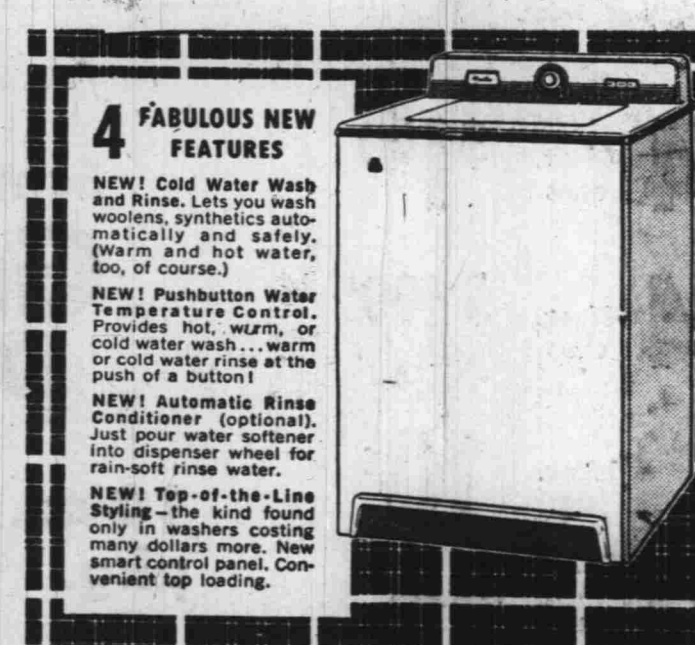 4 FABULOUS NEW
FEATURES
NEW! Cold Water Wash
and Rinse. Lets you wash
woolens, synthetics auto-
matically and safely.
(Warm and hot water,
too, of course.)
NEW! Pushbutton Water
Temperature Control.
Provides hot, warm, or
cold water wash...warm
or cold water rinse at the
push of a button!
NEW! Automatic Rinse
Conditioner (optional).
Just pour water softener
into dispenser wheel for
rain-soft rinse water.
NEW! Top-of-the-Line
Styling—the kind found
only in washers costing
many dollars more. New
smart control panel. Con-
venient top loading.